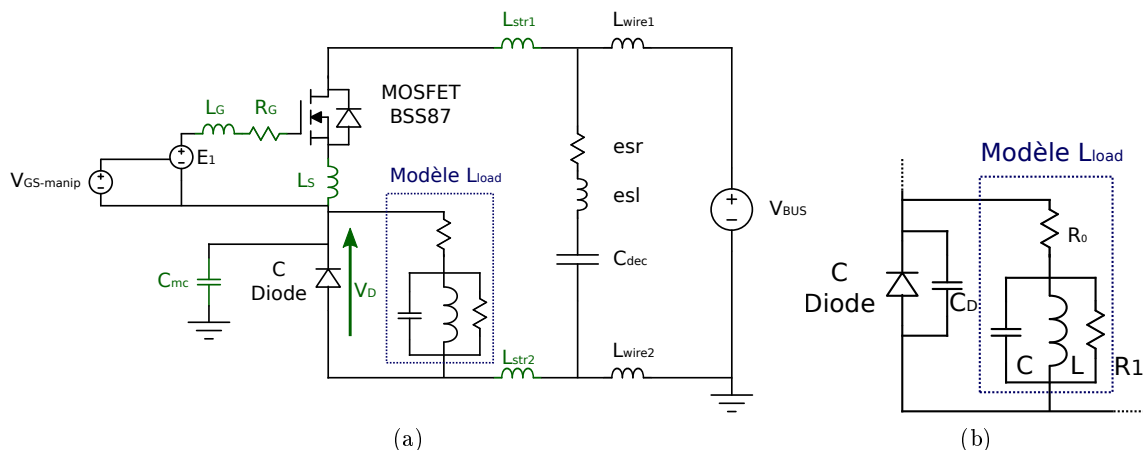 Lstr1
Lwire1
MOSFET
BSS87
LG
RG
E1
VGS-manip
LS
Modèle Lload
esr
esl
VBUS
Cdec
Cmc
C
Diode
VD
Lstr2
Lwire2
(a)
Modèle Lload
R0
C
Diode
CD
C
L
R1
(b)